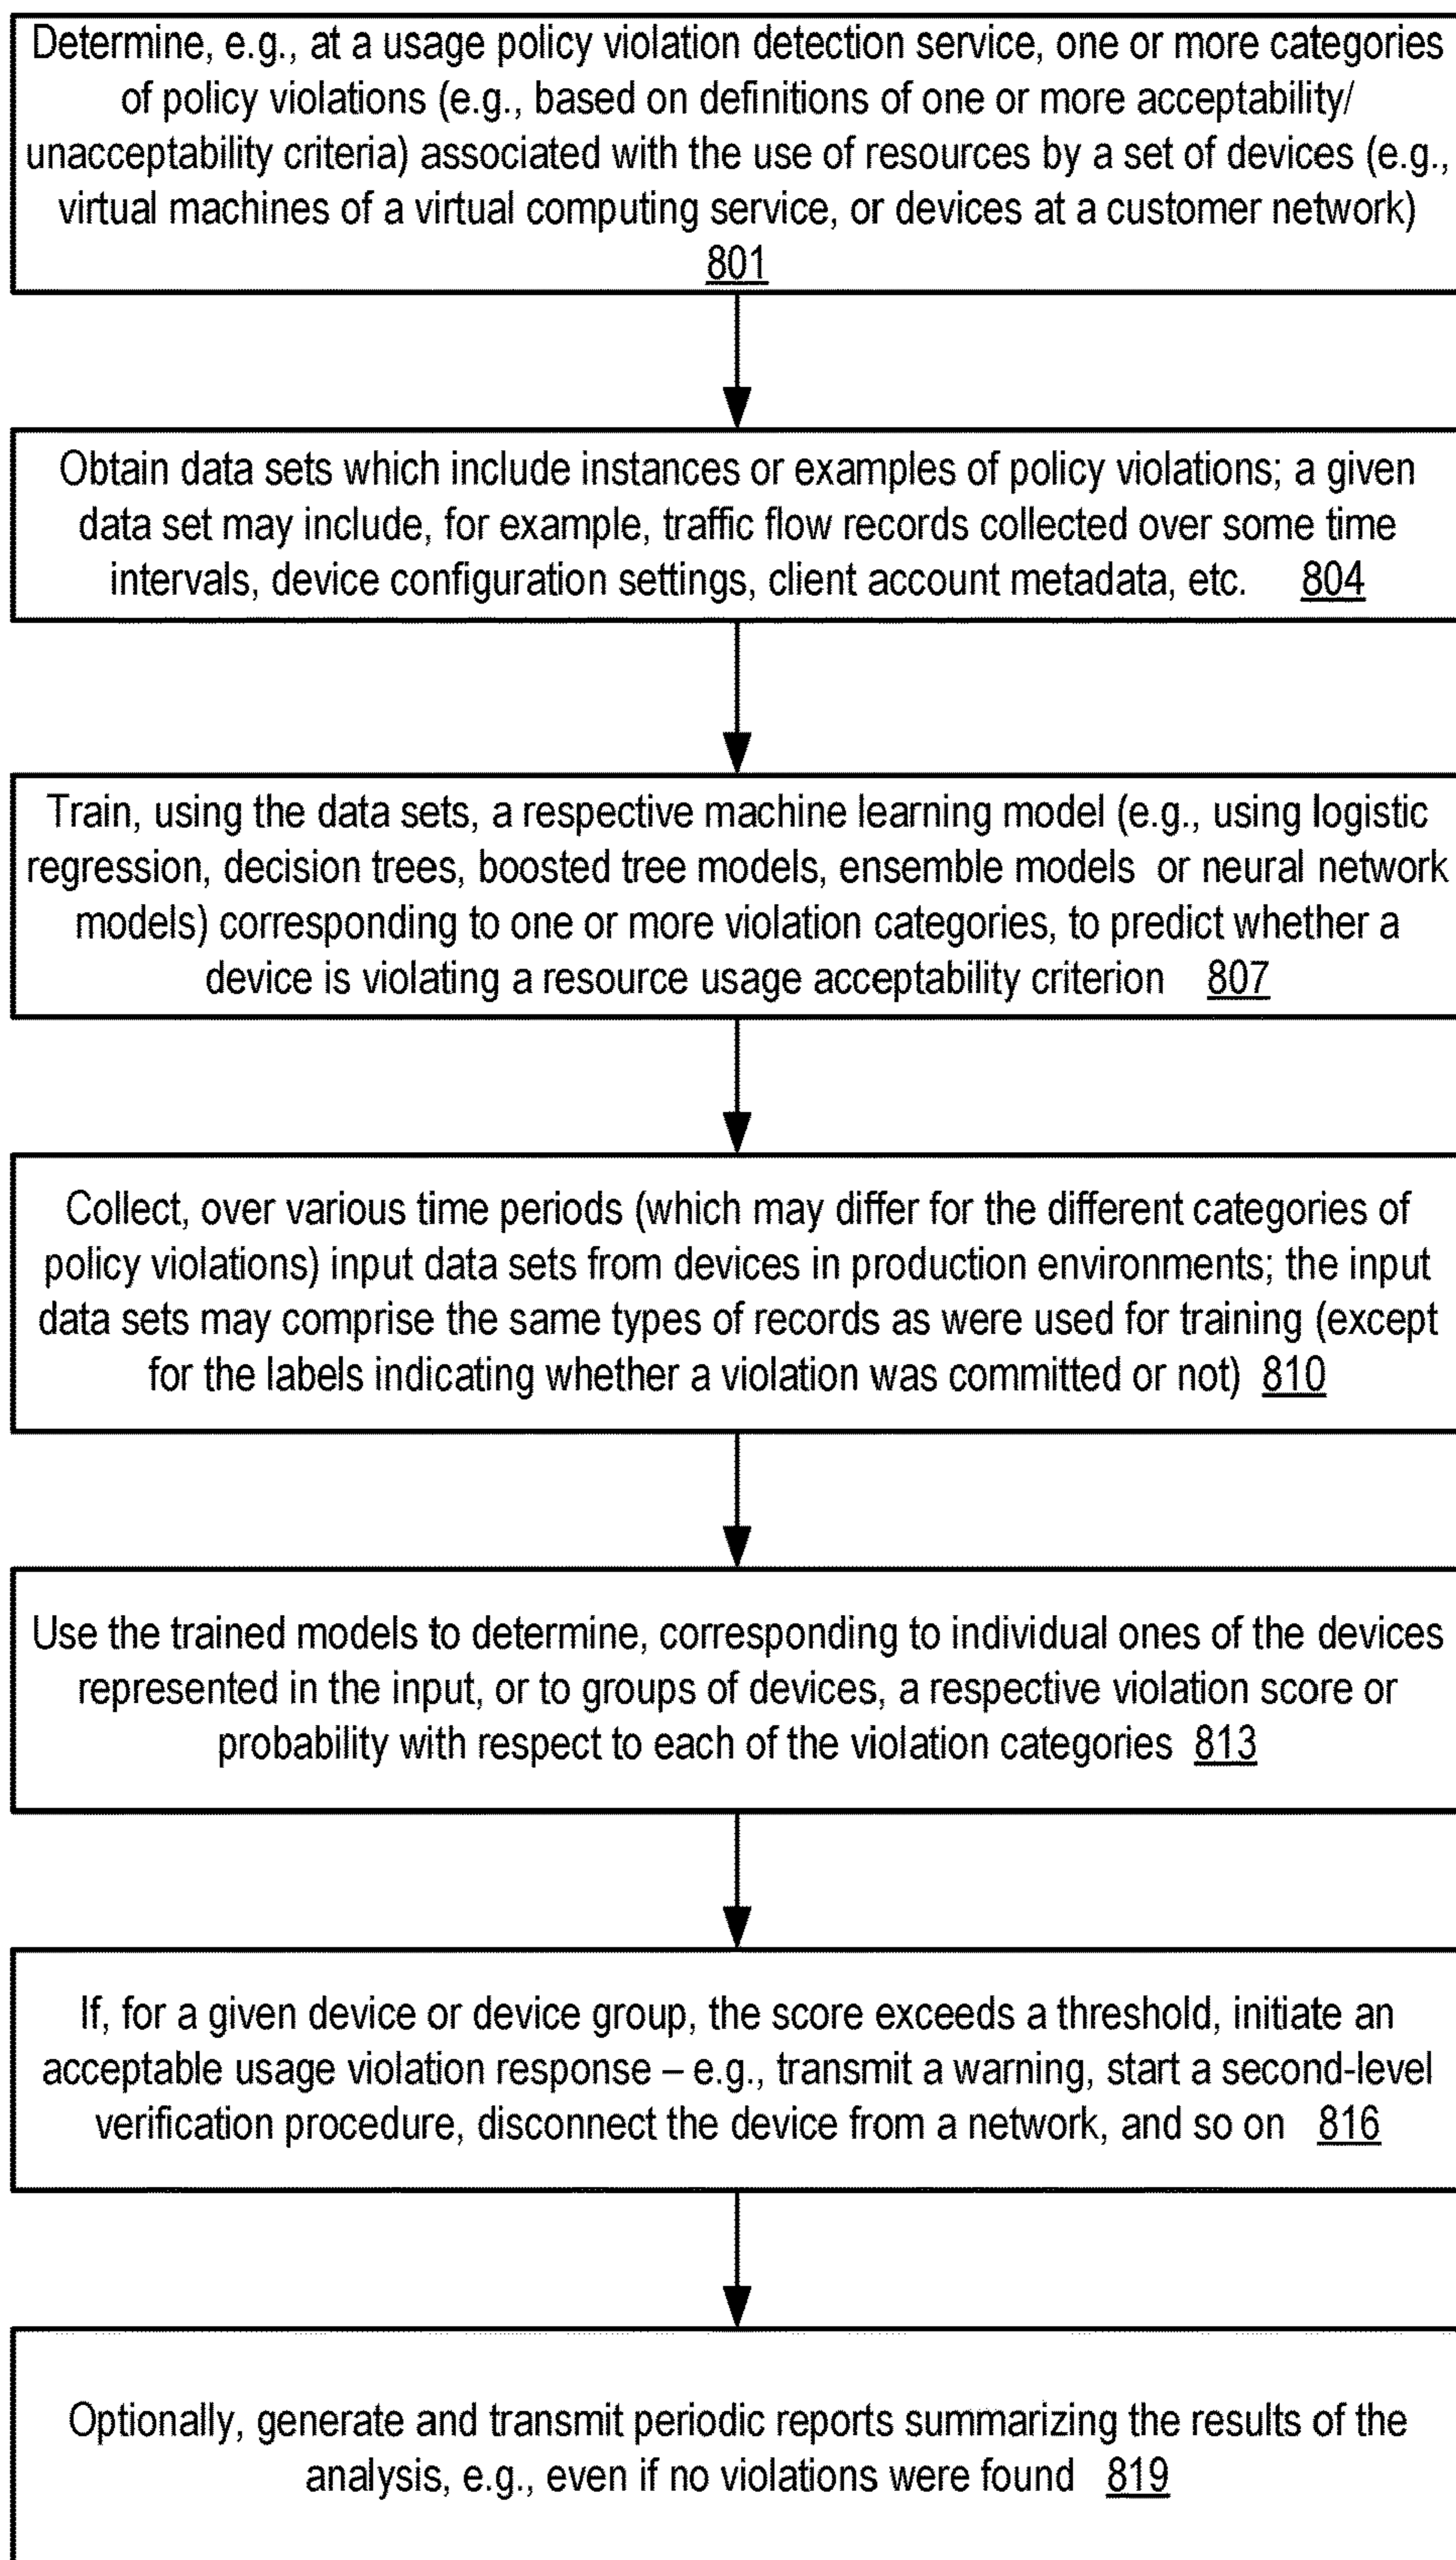 Determine, e.g., at a usage policy violation detection service, one or more categories
of policy violations (e.g., based on definitions of one or more acceptability/
unacceptability criteria) associated with the use of resources by a set of devices (e.g.,
virtual machines of a virtual computing service, or devices at a customer network)
801
Obtain data sets which include instances or examples of policy violations; a given
data set may include, for example, traffic flow records collected over some time
intervals, device configuration settings, client account metadata, etc. 804
Train, using the data sets, a respective machine learning model (e.g., using logistic
regression, decision trees, boosted tree models, ensemble models or neural network
models) corresponding to one or more violation categories, to predict whether a
device is violating a resource usage acceptability criterion 807
Collect, over various time periods (which may differ for the different categories of
policy violations) input data sets from devices in production environments; the input
data sets may comprise the same types of records as were used for training (except
for the labels indicating whether a violation was committed or not) 810
Use the trained models to determine, corresponding to individual ones of the devices
represented in the input, or to groups of devices, a respective violation score or
probability with respect to each of the violation categories 813
If, for a given device or device group, the score exceeds a threshold, initiate an
acceptable usage violation response – e.g., transmit a warning, start a second-level
verification procedure, disconnect the device from a network, and so on 816
Optionally, generate and transmit periodic reports summarizing the results of the
analysis, e.g., even if no violations were found 819